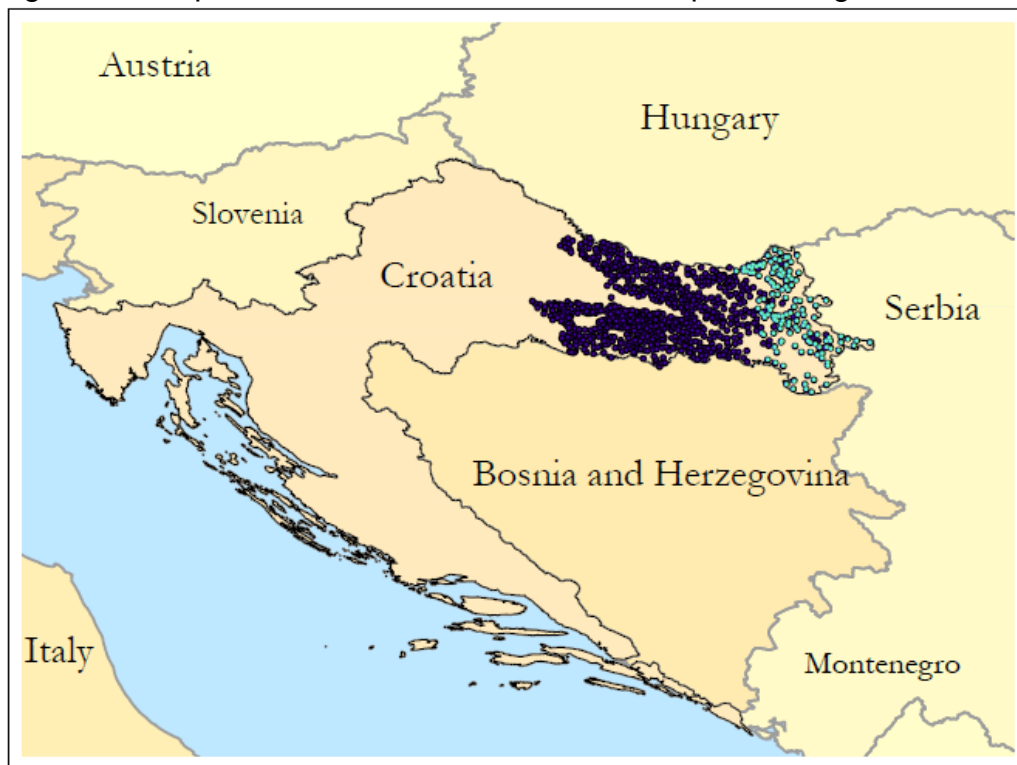 Austria
Hungary
Slovenia
Croatia
Serbia
Bosnia and Herzegovina
Italy
Montenegro